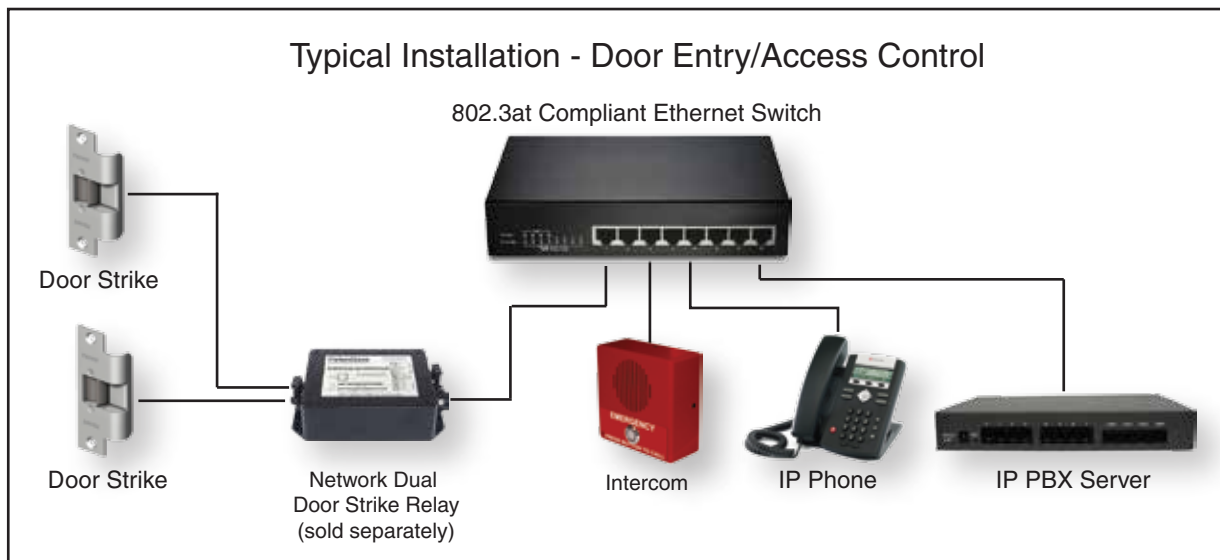 Typical Installation - Door Entry/Access Control
802.3at Compliant Ethernet Switch
Door Strike
Door Strike
Network Dual
Door Strike Relay
(sold separately)
EMERGENCY
Intercom
IP Phone
IP PBX Server